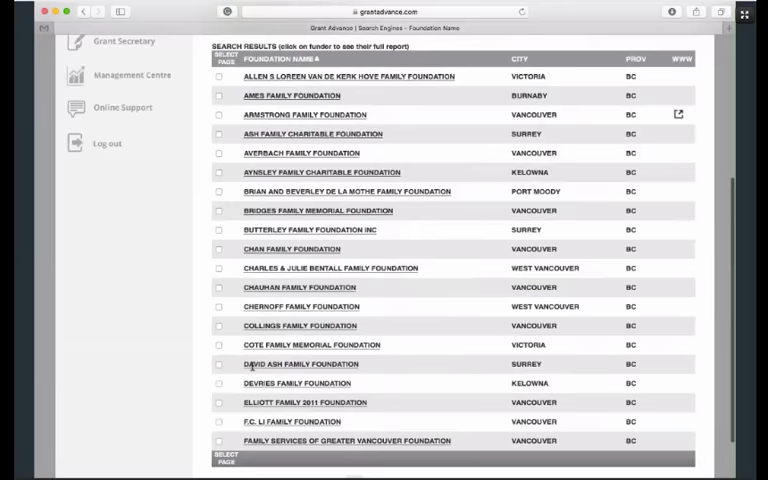 grantadvance.com
Grant Advance | Search Engines - Foundation Name
Grant Secretary
Management Centre
Online Support
Log out
SEARCH RESULTS (click on funder to see their full report)
SELECT PAGE FOUNDATION NAME CITY PROV WWW
ALLEN S LOREEN VAN DE KERK HOVE FAMILY FOUNDATION VICTORIA BC
AMES FAMILY FOUNDATION BURNABY BC
ARMSTRONG FAMILY FOUNDATION VANCOUVER BC
ASH FAMILY CHARITABLE FOUNDATION SURREY BC
AVERBACH FAMILY FOUNDATION VANCOUVER BC
AYNSLEY FAMILY CHARITABLE FOUNDATION KELOWNA BC
BRIAN AND BEVERLEY DE LA MOTHE FAMILY FOUNDATION PORT MOODY BC
BRIDGES FAMILY MEMORIAL FOUNDATION VANCOUVER BC
BUTTERLEY FAMILY FOUNDATION INC SURREY BC
CHAN FAMILY FOUNDATION VANCOUVER BC
CHARLES & JULIE BENTALL FAMILY FOUNDATION WEST VANCOUVER BC
CHAUHAN FAMILY FOUNDATION VANCOUVER BC
CHERNOFF FAMILY FOUNDATION WEST VANCOUVER BC
COLLINGS FAMILY FOUNDATION VANCOUVER BC
COTE FAMILY MEMORIAL FOUNDATION VICTORIA BC
DAVID ASH FAMILY FOUNDATION SURREY BC
DEVRIES FAMILY FOUNDATION KELOWNA BC
ELLIOTT FAMILY 2011 FOUNDATION VANCOUVER BC
F.C. LI FAMILY FOUNDATION VANCOUVER BC
FAMILY SERVICES OF GREATER VANCOUVER FOUNDATION VANCOUVER BC
SELECT PAGE